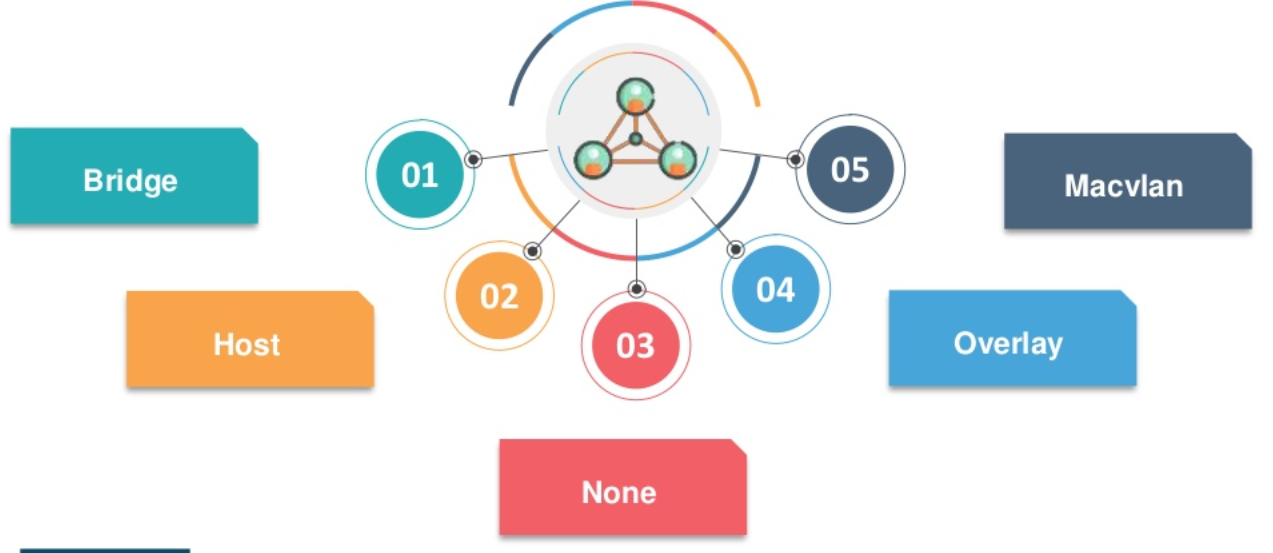 Bridge
01
05
Macvlan
Host
02
04
Overlay
03
None